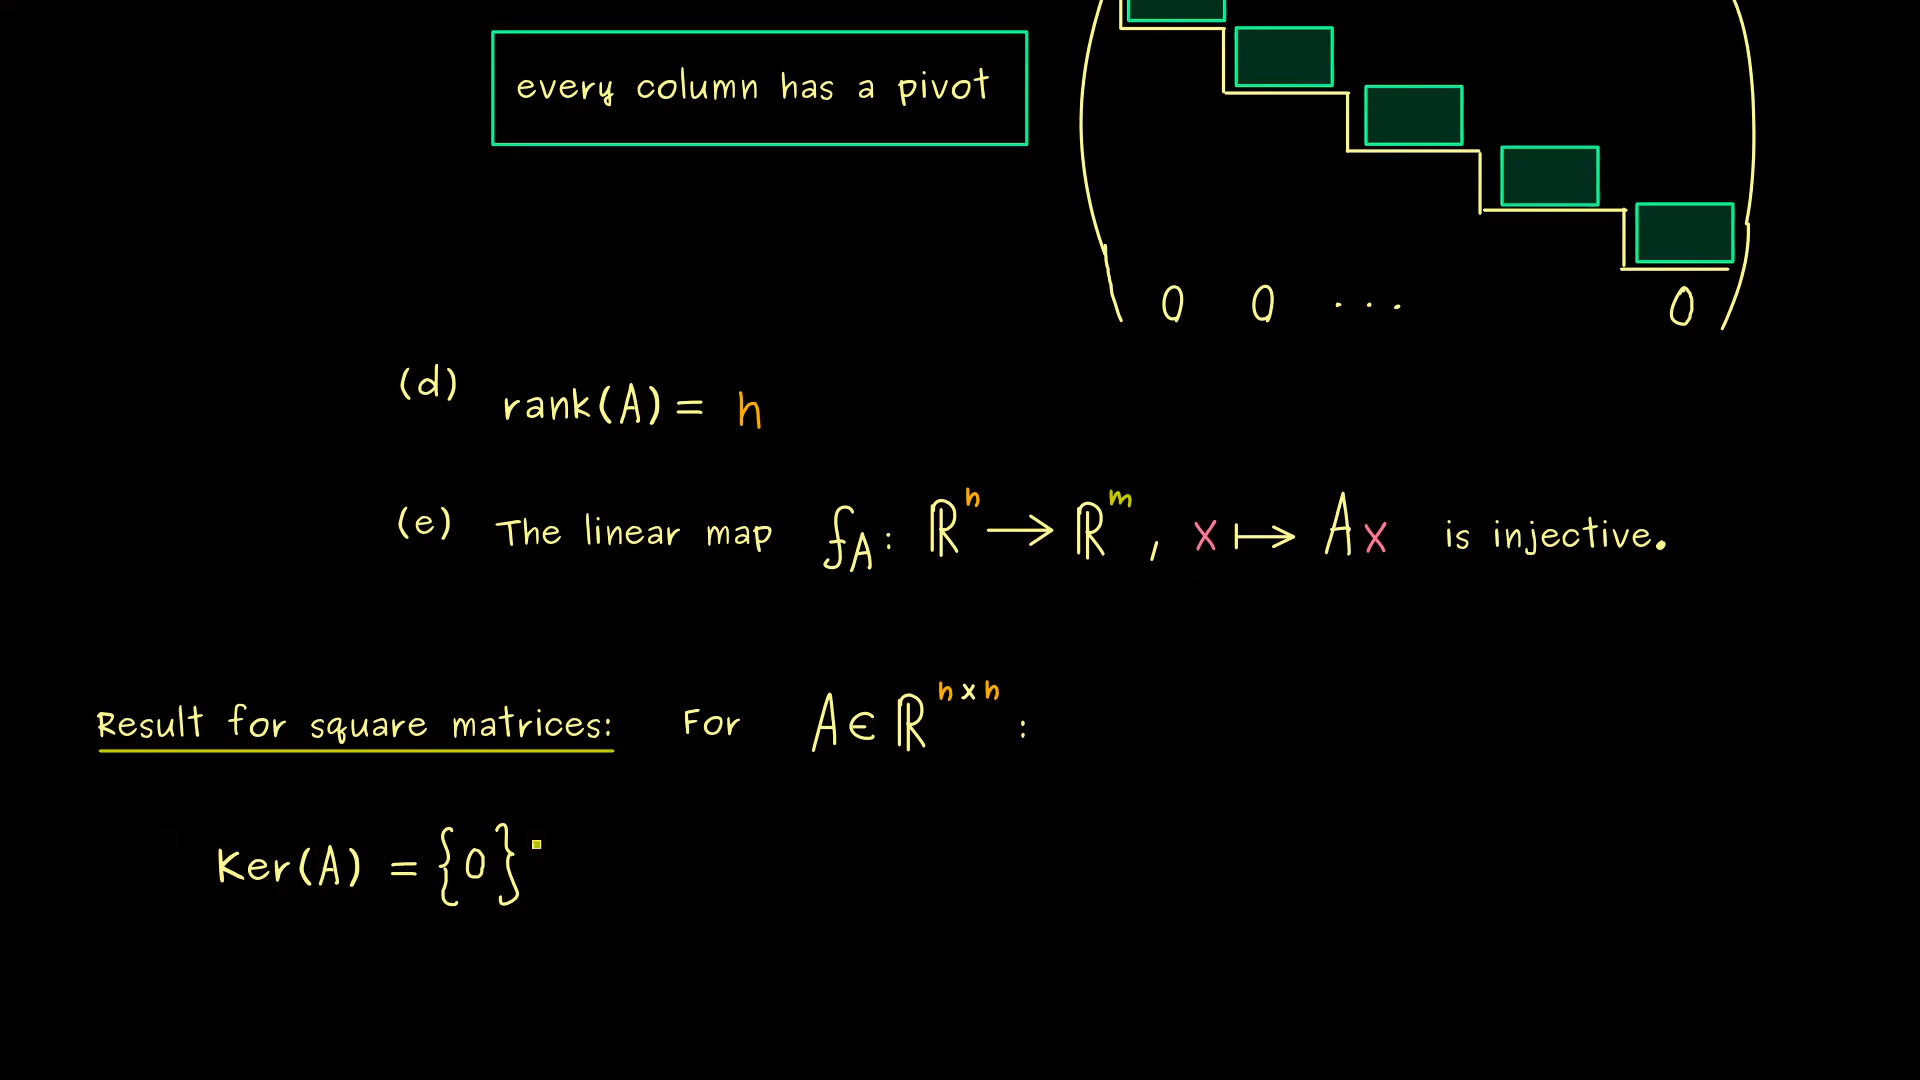 every column has a pivot
0 0 ... 0
(d) rank(A) = n
(e) The linear map f_A: ℝ^n → ℝ^m, x ↦ Ax is injective.
Result for square matrices: For A ∈ ℝ^{n×n} :
Ker(A) = {0}